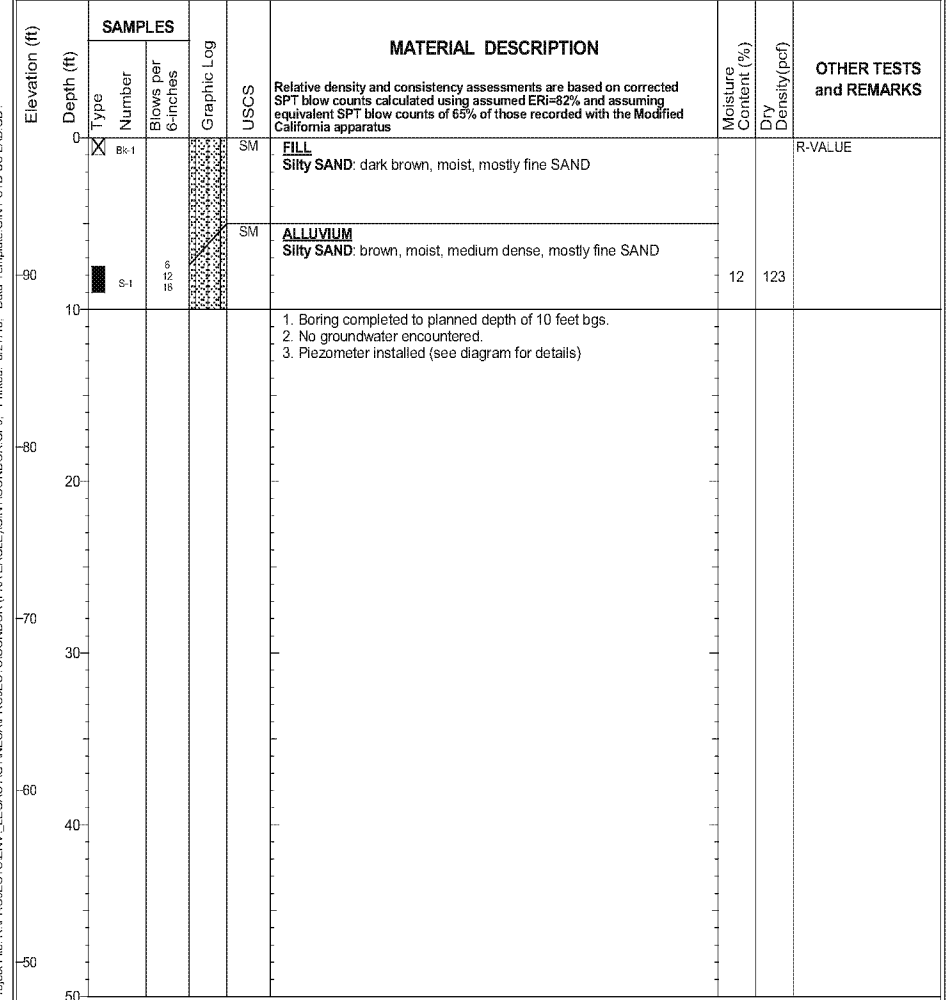 SAMPLES
Elevation (ft)
Depth (ft)
Type
Number
Blows per
6-inches
Graphic Log
USCS
MATERIAL DESCRIPTION
Relative density and consistency assessments are based on corrected
SPT blow counts calculated using assumed ERi=82% and assuming
equivalent SPT blow counts of 65% of those recorded with the Modified
California apparatus
Moisture
Content (%)
Dry
Density(pcf)
OTHER TESTS
and REMARKS
0
Bk-1
SM
FILL
R-VALUE
Silty SAND: dark brown, moist, mostly fine SAND
SM
ALLUVIUM
Silty SAND: brown, moist, medium dense, mostly fine SAND
90
S-1
6
12
16
12
123
10
1. Boring completed to planned depth of 10 feet bgs.
2. No groundwater encountered.
3. Piezometer installed (see diagram for details)
80
20
70
30
60
40
50
50